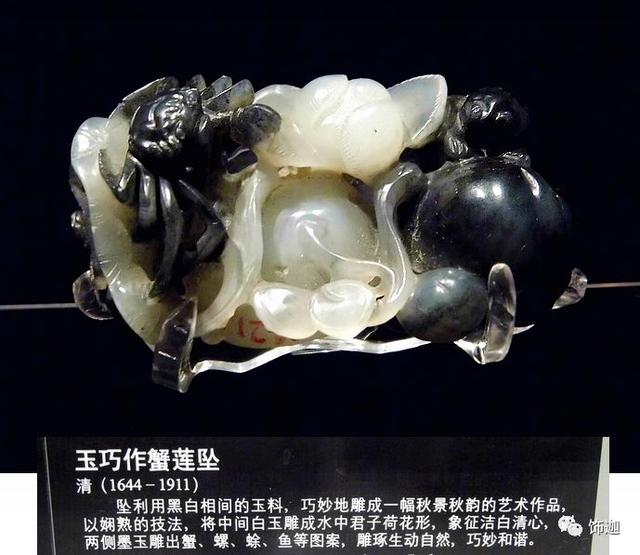 玉巧作蟹莲坠
清（1644－1911）
坠利用黑白相间的玉料，巧妙地雕成一幅秋景秋韵的艺术作品，
以娴熟的技法，将中间白玉雕成水中君子荷花形，象征洁白清心，
两侧墨玉雕出蟹、螺、蜍、鱼等图案，雕琢生动自然，巧妙和谐。
饰迦